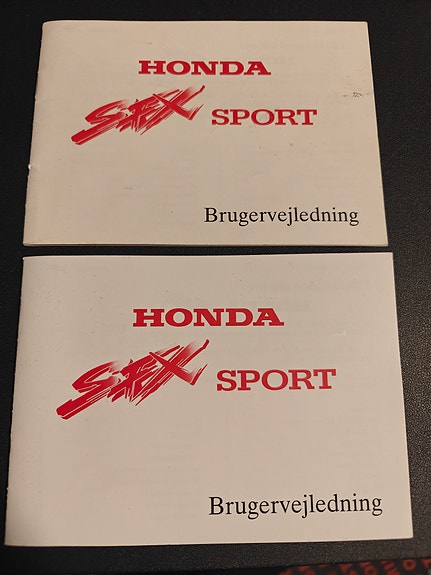 HONDA
SFX SPORT
Brugervejledning
HONDA
SFX SPORT
Brugervejledning